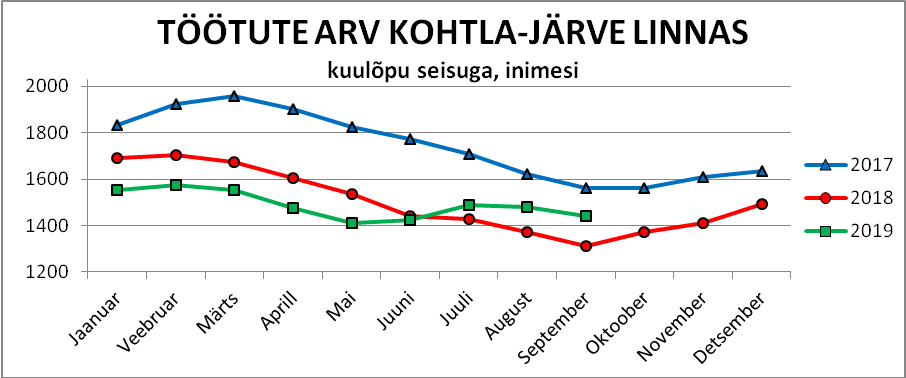 TÖÖTUTE ARV KOHTLA-JÄRVE LINNAS
kuulõpu seisuga, inimesi
2000
1800
1600
1400
1200
Jaanuar
Veebruar
Märts
Aprill
Mai
Juuni
Juuli
August
September
Oktoober
November
Detsember
2017
2018
2019